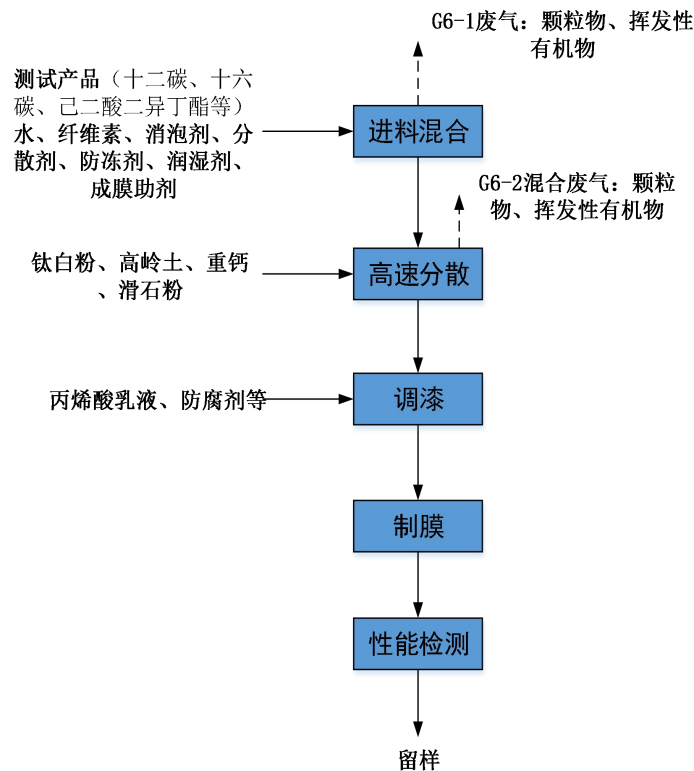 G6-1废气：颗粒物、挥发性
有机物
测试产品（十二碳、十六
碳、己二酸二异丁酯等）
水、纤维素、消泡剂、分
散剂、防冻剂、润湿剂、
成膜助剂
进料混合
G6-2混合废气：颗粒
物、挥发性有机物
钛白粉、高岭土、重钙
、滑石粉
高速分散
丙烯酸乳液、防腐剂等
调漆
制膜
性能检测
留样